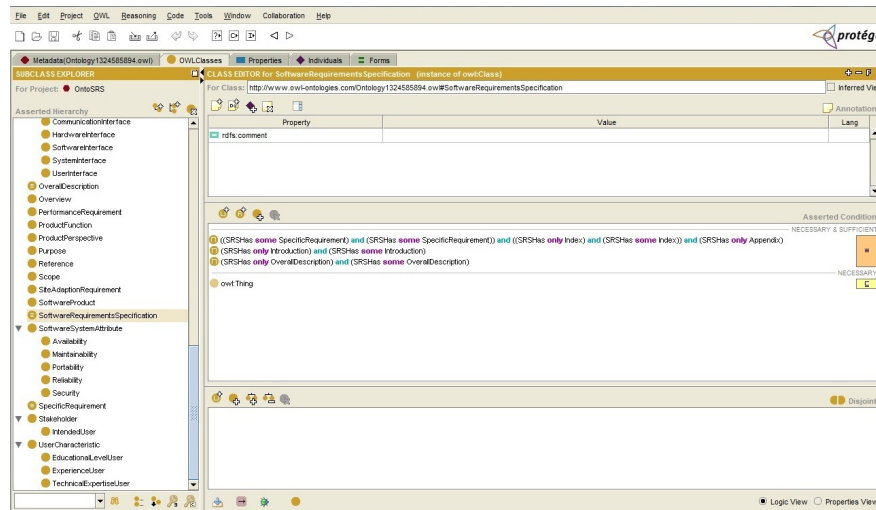 File Edit Project OWL Reasoning Code Tools Window Collaboration Help
protégé
Metadata(Ontology1324585894.owl) OWLClasses Properties Individuals Forms
SUBCLASS EXPLORER
For Project: OntoSRS
Asserted Hierarchy
CommunicationInterface
HardwareInterface
SoftwareInterface
SystemInterface
UserInterface
OverallDescription
Overview
PerformanceRequirement
ProductFunction
ProductPerspective
Purpose
Reference
Scope
SiteAdaptionRequirement
SoftwareProduct
SoftwareRequirementsSpecification
SoftwareSystemAttribute
Availability
Maintainability
Portability
Reliability
Security
SpecificRequirement
Stakeholder
IntendedUser
UserCharacteristic
EducationalLevelUser
ExperienceUser
TechnicalExpertiseUser
CLASS EDITOR for SoftwareRequirementsSpecification (instance of owl:Class)
For Class: http://www.owl-ontologies.com/Ontology1324585894.owl#SoftwareRequirementsSpecification
Inferred Vie
Annotation
Property Value Lang
rdfs:comment
Asserted Condition
NECESSARY & SUFFICIENT
((SRSHas some SpecificRequirement) and (SRSHas some SpecificRequirement)) and ((SRSHas only Index) and (SRSHas some Index)) and (SRSHas only Appendix)
(SRSHas only Introduction) and (SRSHas some Introduction)
(SRSHas only OverallDescription) and (SRSHas some OverallDescription)
NECESSARY
owl:Thing
Disjoint
Logic View Properties View